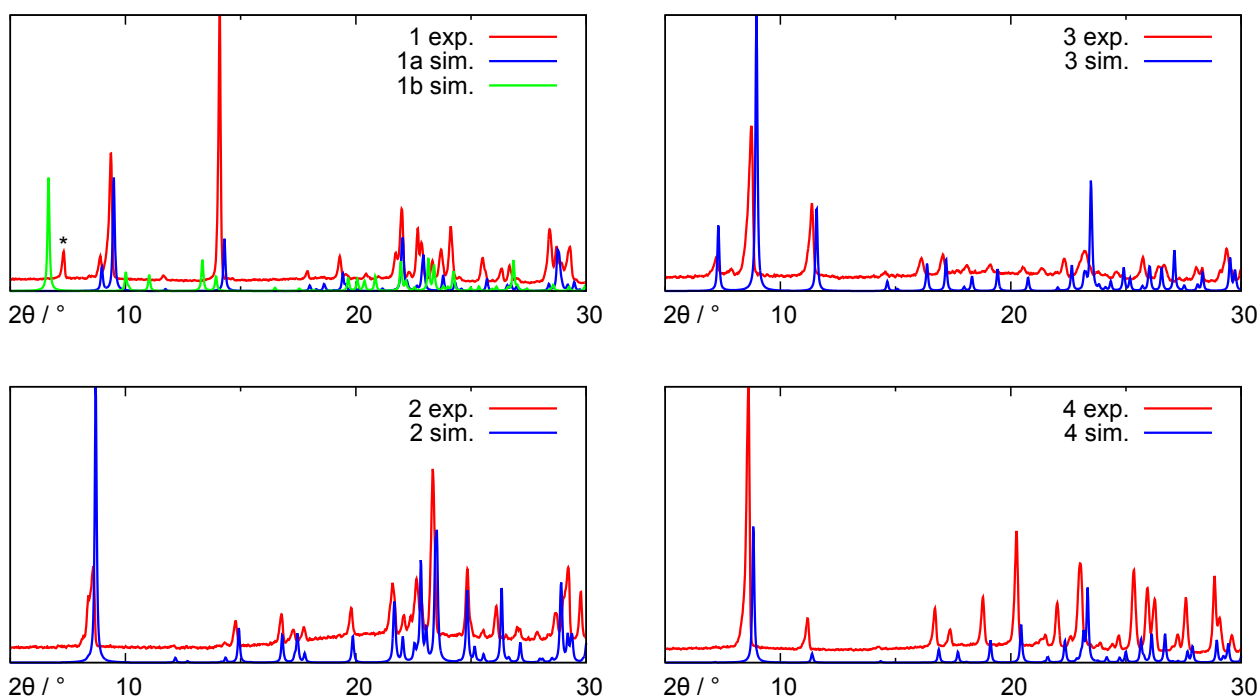 1 exp.
1a sim.
1b sim.
*
2θ / °
10
20
30
3 exp.
3 sim.
2θ / °
10
20
30
2 exp.
2 sim.
2θ / °
10
20
30
4 exp.
4 sim.
2θ / °
10
20
30